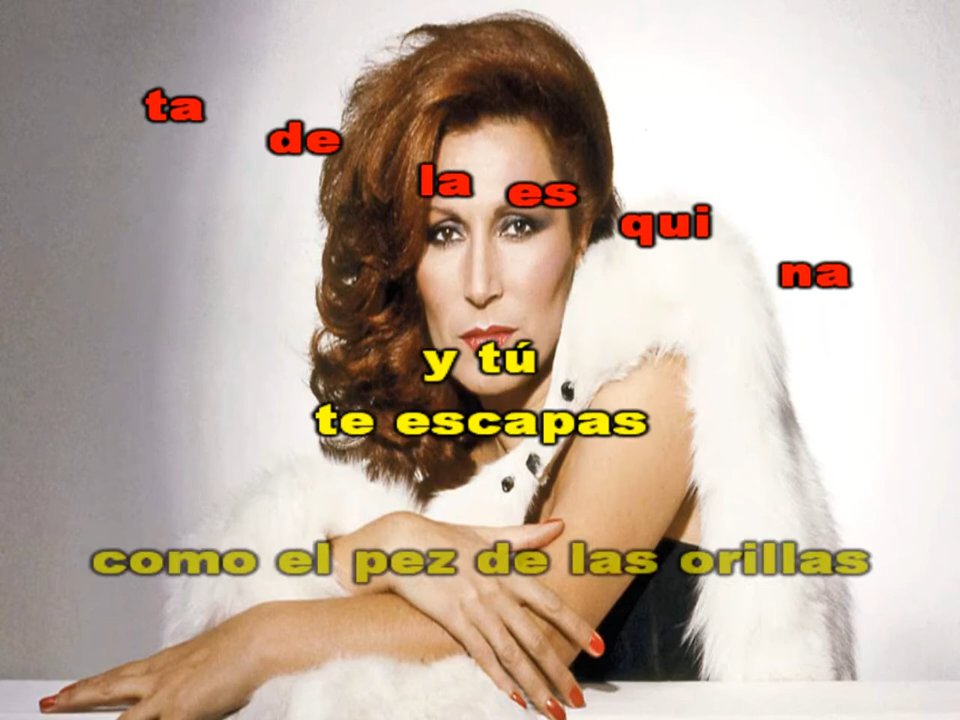 ta de la es qui na
y tú
te escapas
como el pez de las orillas